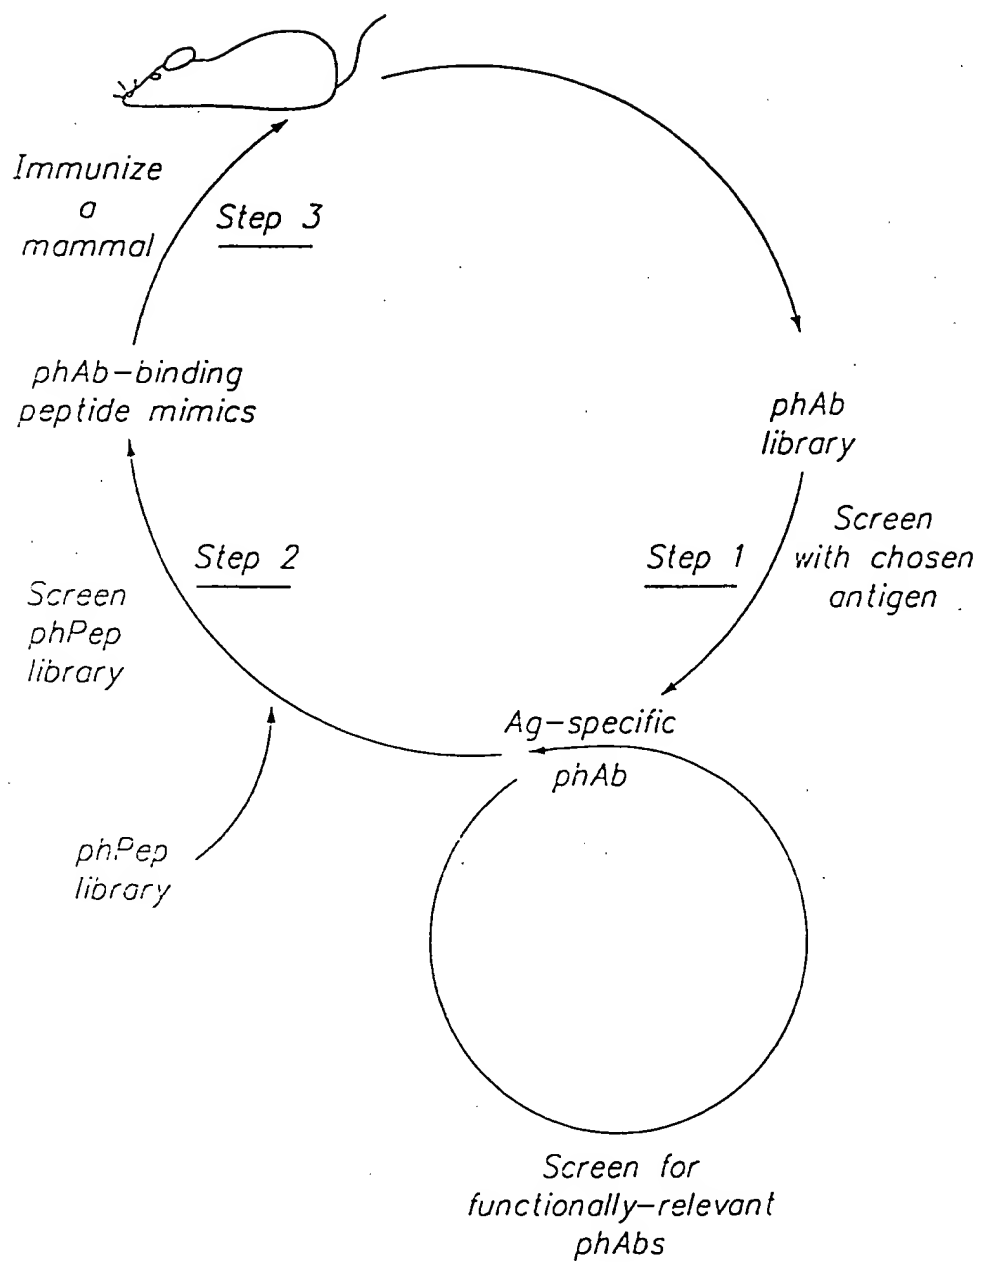 Immunize
a
mammal
Step 3
phAb-binding
peptide mimics
phAb
library
Screen
with chosen
antigen
Step 1
Step 2
Screen
phPep
library
Ag-specific
phAb
phPep
library
Screen for
functionally-relevant
phAbs